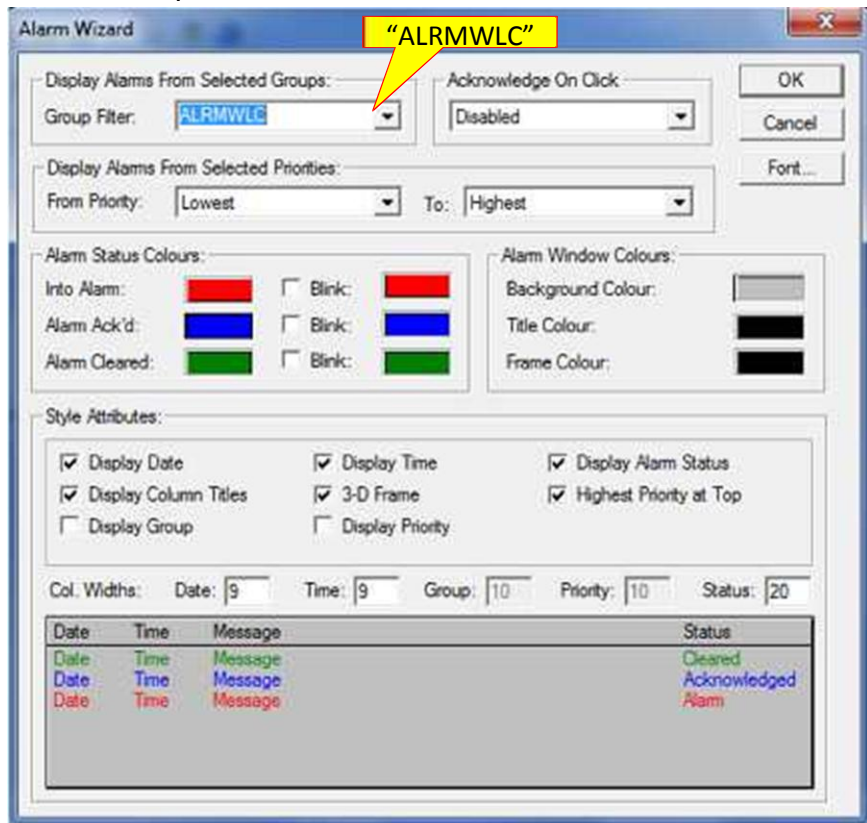 Alarm Wizard
“ALRMWLC”
Display Alarms From Selected Groups:
Acknowledge On Click
OK
Group Filter: ALRMWLC
Disabled
Cancel
Display Alarms From Selected Priorities:
Font...
From Priority: Lowest To: Highest
Alarm Status Colours:
Alarm Window Colours:
Into Alarm: Blink:
Background Colour:
Alarm Ack'd: Blink:
Title Colour:
Alarm Cleared: Blink:
Frame Colour:
Style Attributes:
Display Date Display Time Display Alarm Status
Display Column Titles 3-D Frame Highest Priority at Top
Display Group Display Priority
Col. Widths: Date: 9 Time: 9 Group: 10 Priority: 10 Status: 20
Date Time Message Status
Date Time Message Cleared
Date Time Message Acknowledged
Date Time Message Alarm